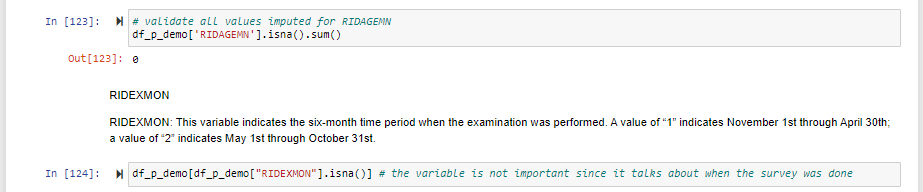 In [123]: # validate all values imputed for RIDAGEMN
df_p_demo['RIDAGEMN'].isna().sum()
Out[123]: 0
RIDEXMON
RIDEXMON: This variable indicates the six-month time period when the examination was performed. A value of “1” indicates November 1st through April 30th;
a value of “2” indicates May 1st through October 31st.
In [124]: df_p_demo[df_p_demo["RIDEXMON"].isna()] # the variable is not important since it talks about when the survey was done